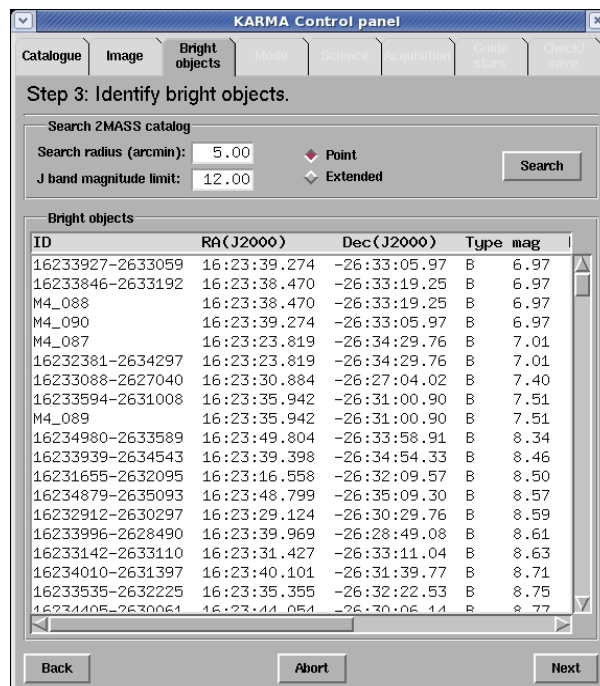 KARMA Control panel
Catalogue Image Bright objects Mode Science Acquisition Guide stars Check/ save
Step 3: Identify bright objects.
Search 2MASS catalog
Search radius (arcmin): 5.00 Point
J band magnitude limit: 12.00 Extended
Search
Bright objects
ID RA(J2000) Dec(J2000) Type mag
16233927-2633059 16:23:39.274 -26:33:05.97 B 6.97
16233846-2633192 16:23:38.470 -26:33:19.25 B 6.97
M4_088 16:23:38.470 -26:33:19.25 B 6.97
M4_090 16:23:39.274 -26:33:05.97 B 6.97
M4_087 16:23:23.819 -26:34:29.76 B 7.01
16232381-2634297 16:23:23.819 -26:34:29.76 B 7.01
16233088-2627040 16:23:30.884 -26:27:04.02 B 7.40
16233594-2631008 16:23:35.942 -26:31:00.90 B 7.51
M4_089 16:23:35.942 -26:31:00.90 B 7.51
16234980-2633589 16:23:49.804 -26:33:58.91 B 8.34
16233939-2634543 16:23:39.398 -26:34:54.33 B 8.46
16231655-2632095 16:23:16.558 -26:32:09.57 B 8.50
16234879-2635093 16:23:48.799 -26:35:09.30 B 8.57
16232912-2630297 16:23:29.124 -26:30:29.76 B 8.59
16233996-2628490 16:23:39.969 -26:28:49.08 B 8.61
16233142-2633110 16:23:31.427 -26:33:11.04 B 8.63
16234010-2631397 16:23:40.101 -26:31:39.77 B 8.71
16233535-2632225 16:23:35.355 -26:32:22.53 B 8.75
16234405-2630061 16:23:44.054 -26:30:06.14 B 8.77
Back Abort Next